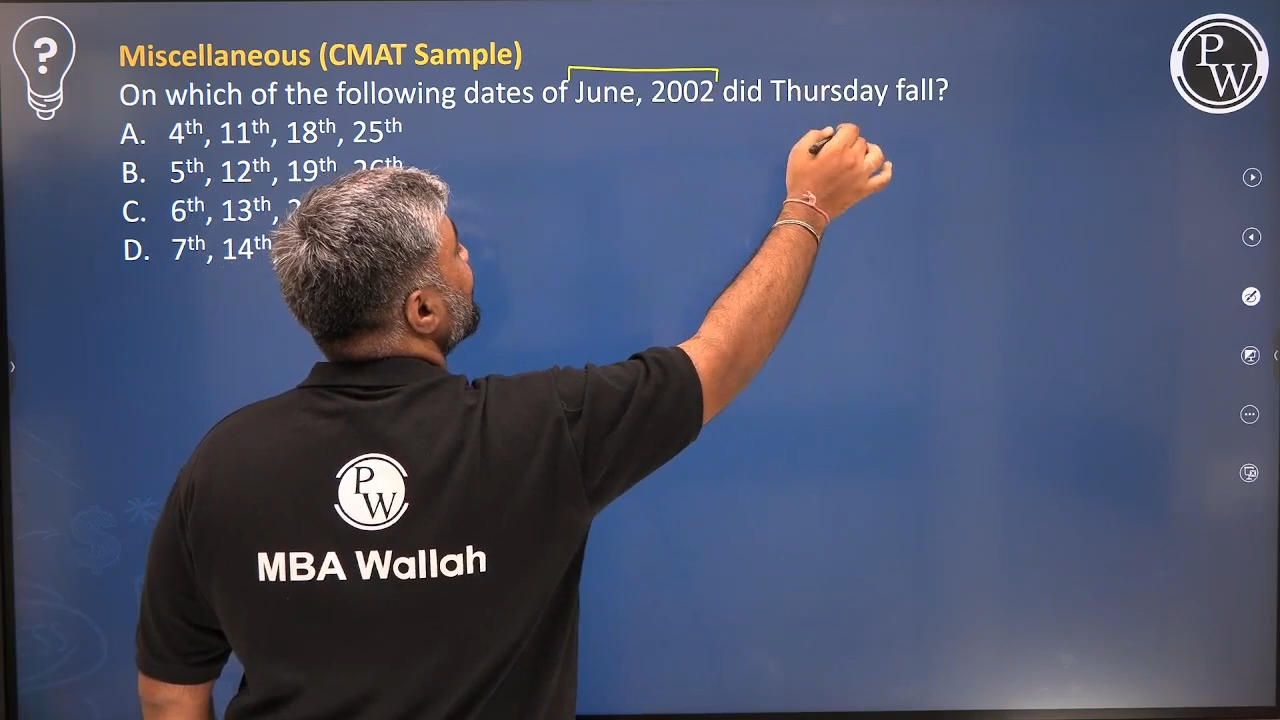 Miscellaneous (CMAT Sample)
On which of the following dates of June, 2002 did Thursday fall?
A. 4th, 11th, 18th, 25th
B. 5th, 12th, 19th, 26th
C. 6th, 13th,
D. 7th, 14th
PW
PW
MBA Wallah